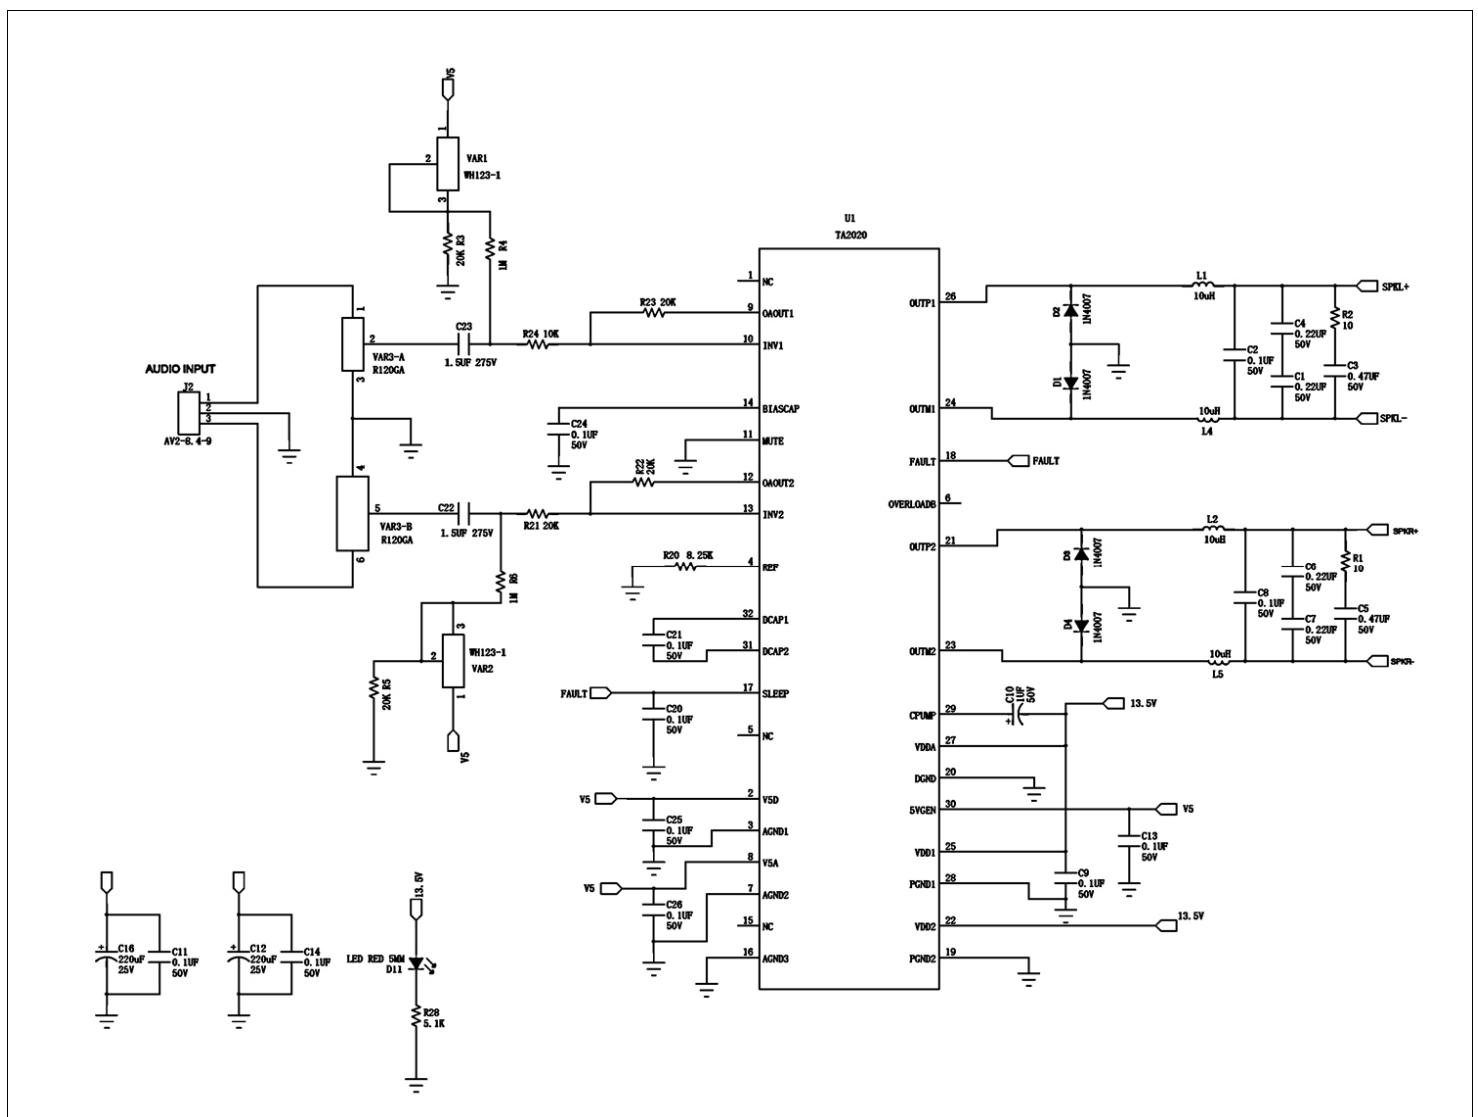 V5
1
2
VAR1
WH123-1
3
20K R3
1M R4
U1
TA2020
1
NC
R23 20K
9
OAOUT1
C23
R24 10K
10
INV1
1.5UF 275V
1
2
VAR3-A
R120GA
3
AUDIO INPUT
J2
1
2
3
AV2-8.4-9
14
BIASCAP
C24
0.1UF
50V
11
MUTE
R22
20K
12
OAOUT2
4
5
VAR3-B
R120GA
6
C22
1.5UF 275V
R21 20K
13
INV2
R20 8.25K
4
REF
1M R6
32
DCAP1
C21
0.1UF
50V
31
DCAP2
3
2
WH123-1
VAR2
1
20K R5
V5
FAULT
17
SLEEP
C20
0.1UF
50V
5
NC
V5
2
V5D
C25
0.1UF
50V
3
AGND1
8
V5A
V5
7
AGND2
C26
0.1UF
50V
15
NC
16
AGND3
OUTP1
26
D2
1N4007
L1
10uH
SPKL+
R2
10
C4
0.22UF
50V
C2
0.1UF
50V
C3
0.47UF
50V
C1
0.22UF
50V
D1
1N4007
OUTM1
24
10uH
L4
SPKL-
FAULT
18
FAULT
OVERLOADB
6
OUTP2
21
D3
1N4007
L2
10uH
SPKR+
R1
10
C6
0.22UF
50V
C8
0.1UF
50V
C5
0.47UF
50V
C7
0.22UF
50V
D4
1N4007
OUTM2
23
10uH
L5
SPKR-
CPUMP
29
C10
1UF
50V
+
13.5V
VDDA
27
DGND
20
5VGEN
30
V5
C13
0.1UF
50V
VDD1
25
PGND1
28
C9
0.1UF
50V
VDD2
22
13.5V
PGND2
19
+
C16
220uF
25V
C11
0.1UF
50V
+
C12
220uF
25V
C14
0.1UF
50V
13.5V
LED RED 5MM
D11
R28
5.1K